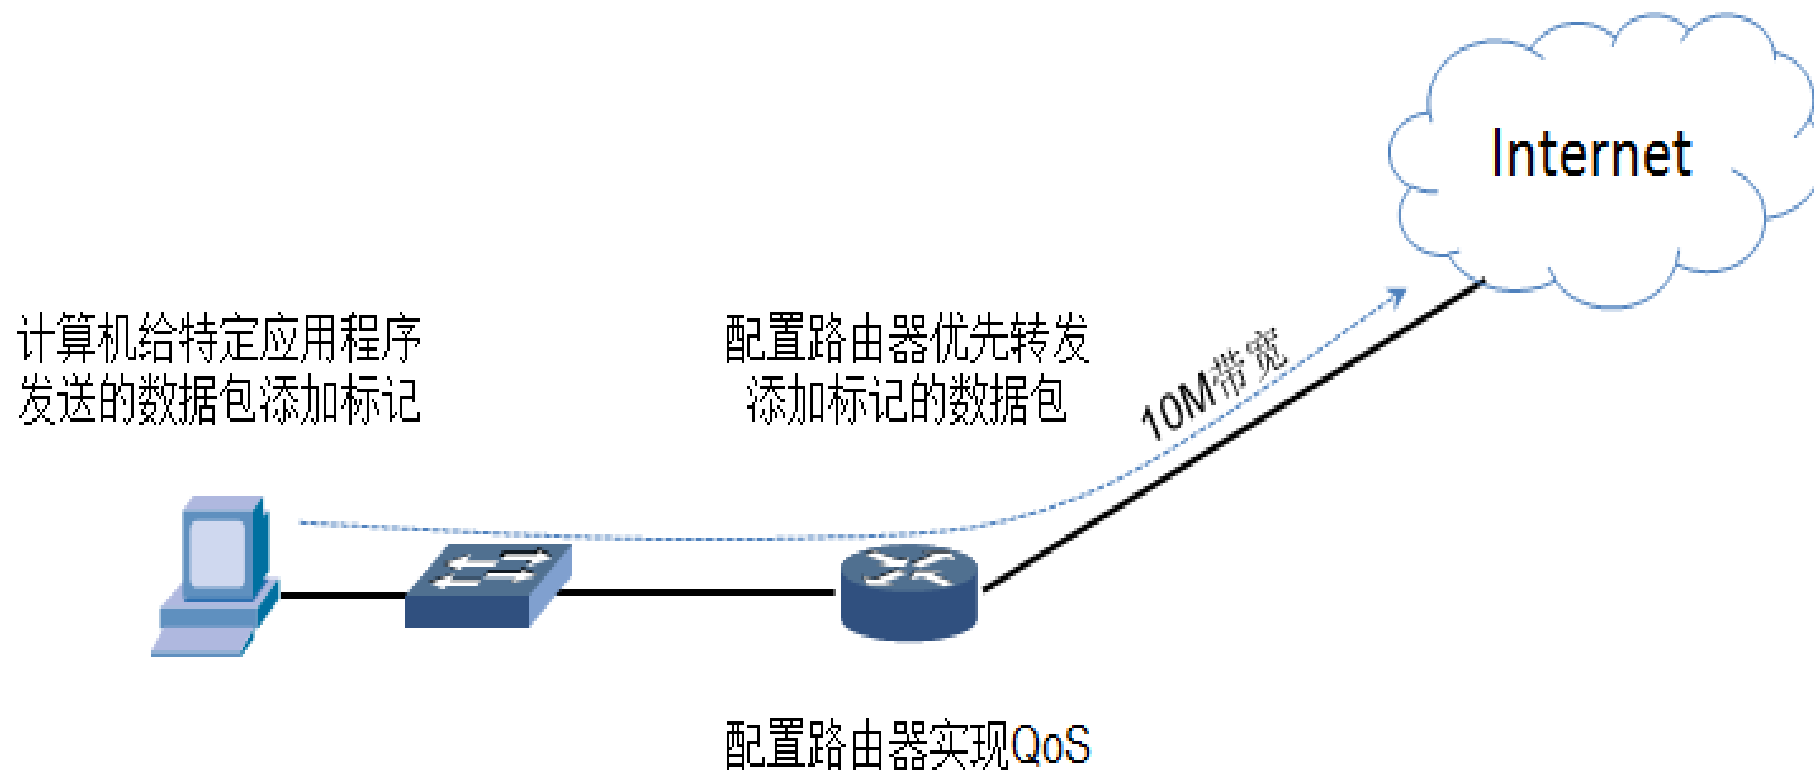 Internet
计算机给特定应用程序
发送的数据包添加标记
配置路由器优先转发
添加标记的数据包
10M带宽
配置路由器实现QoS